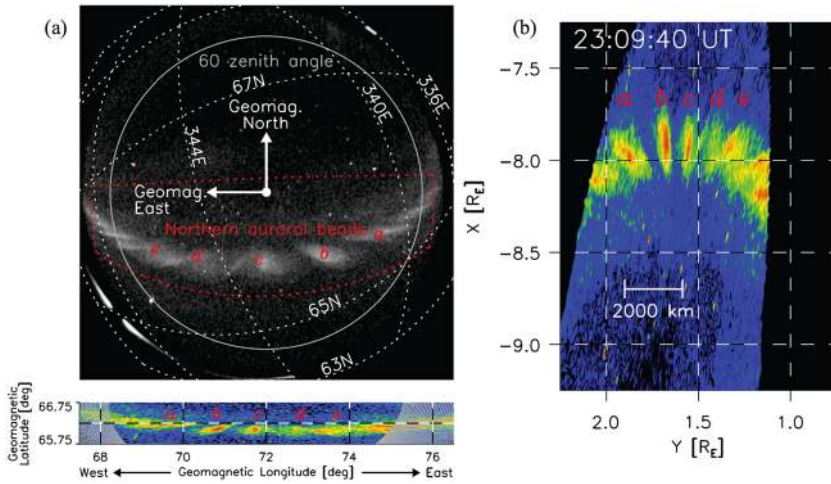 (a)
60 zenith angle
67N
Geomag.
North
340E
336E
344E
Geomag.
East
Northern auroral beads
e d c b a
65N
63N
Geomagnetic
Latitude [deg]
66.75
65.75
a b c d e
68 70 72 74 76
West Geomagnetic Longitude [deg] East
(b)
23:09:40 UT
a b c d e
-7.5
-8.0
-8.5
-9.0
X [RE]
2000 km
2.0 1.5 1.0
Y [RE]